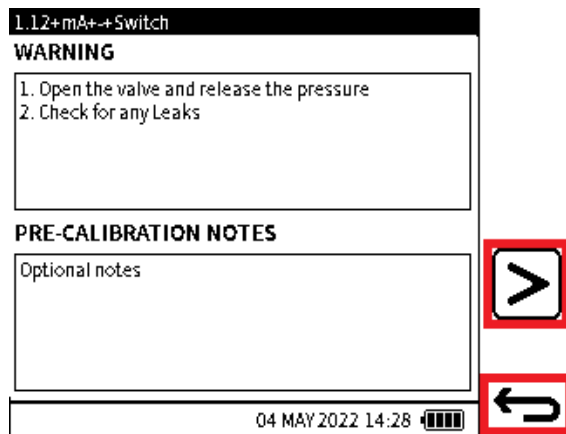 1.12+mA+-+Switch
WARNING
1. Open the valve and release the pressure
2. Check for any Leaks
PRE-CALIBRATION NOTES
Optional notes
04 MAY 2022 14:28